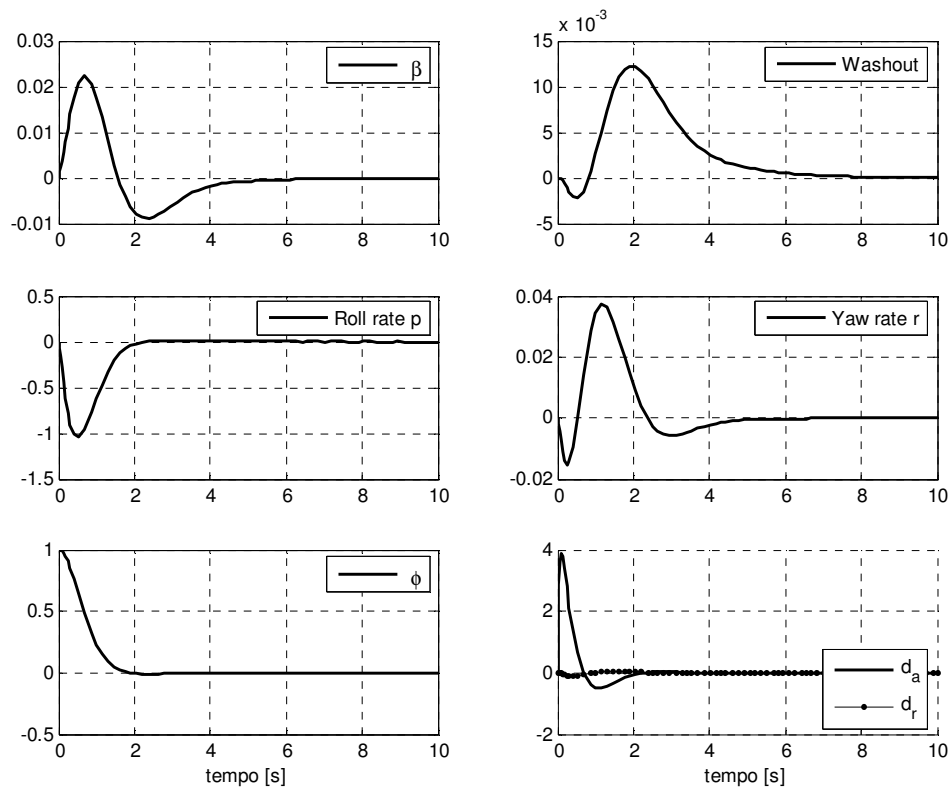 x 10^-3
0.03
0.02
0.01
0
-0.01
β
0 2 4 6 8 10
15
10
5
0
-5
Washout
0 2 4 6 8 10
0.5
0
-0.5
-1
-1.5
Roll rate p
0 2 4 6 8 10
0.04
0.02
0
-0.02
Yaw rate r
0 2 4 6 8 10
1
0.5
0
-0.5
ϕ
0 2 4 6 8 10
tempo [s]
4
2
0
-2
d_a
d_r
0 2 4 6 8 10
tempo [s]